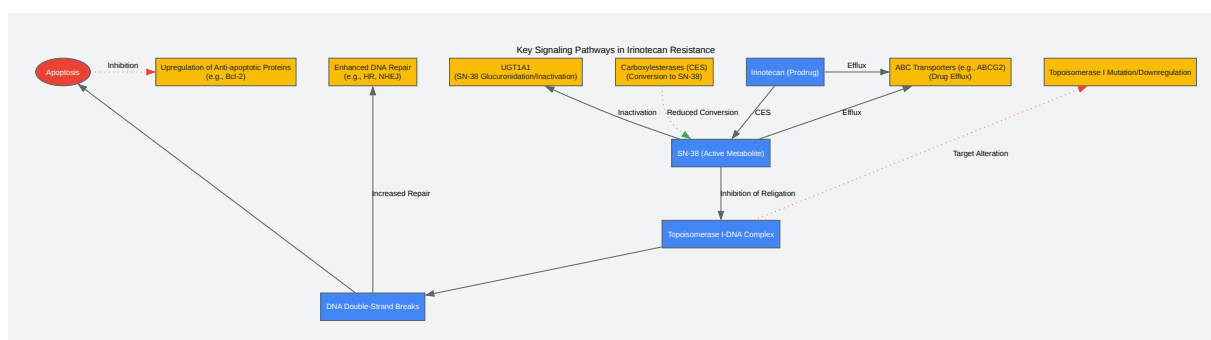 Key Signaling Pathways in Irinotecan Resistance
Apoptosis
Inhibition
Upregulation of Anti-apoptotic Proteins
(e.g., Bcl-2)
Enhanced DNA Repair
(e.g., HR, NHEJ)
UGT1A1
(SN-38 Glucuronidation/Inactivation)
Carboxylesterases (CES)
(Conversion to SN-38)
Irinotecan (Prodrug)
Efflux
ABC Transporters (e.g., ABCG2)
(Drug Efflux)
Topoisomerase I Mutation/Downregulation
Inactivation
Reduced Conversion
CES
Efflux
SN-38 (Active Metabolite)
Target Alteration
Increased Repair
Inhibition of Religation
Topoisomerase I-DNA Complex
DNA Double-Strand Breaks